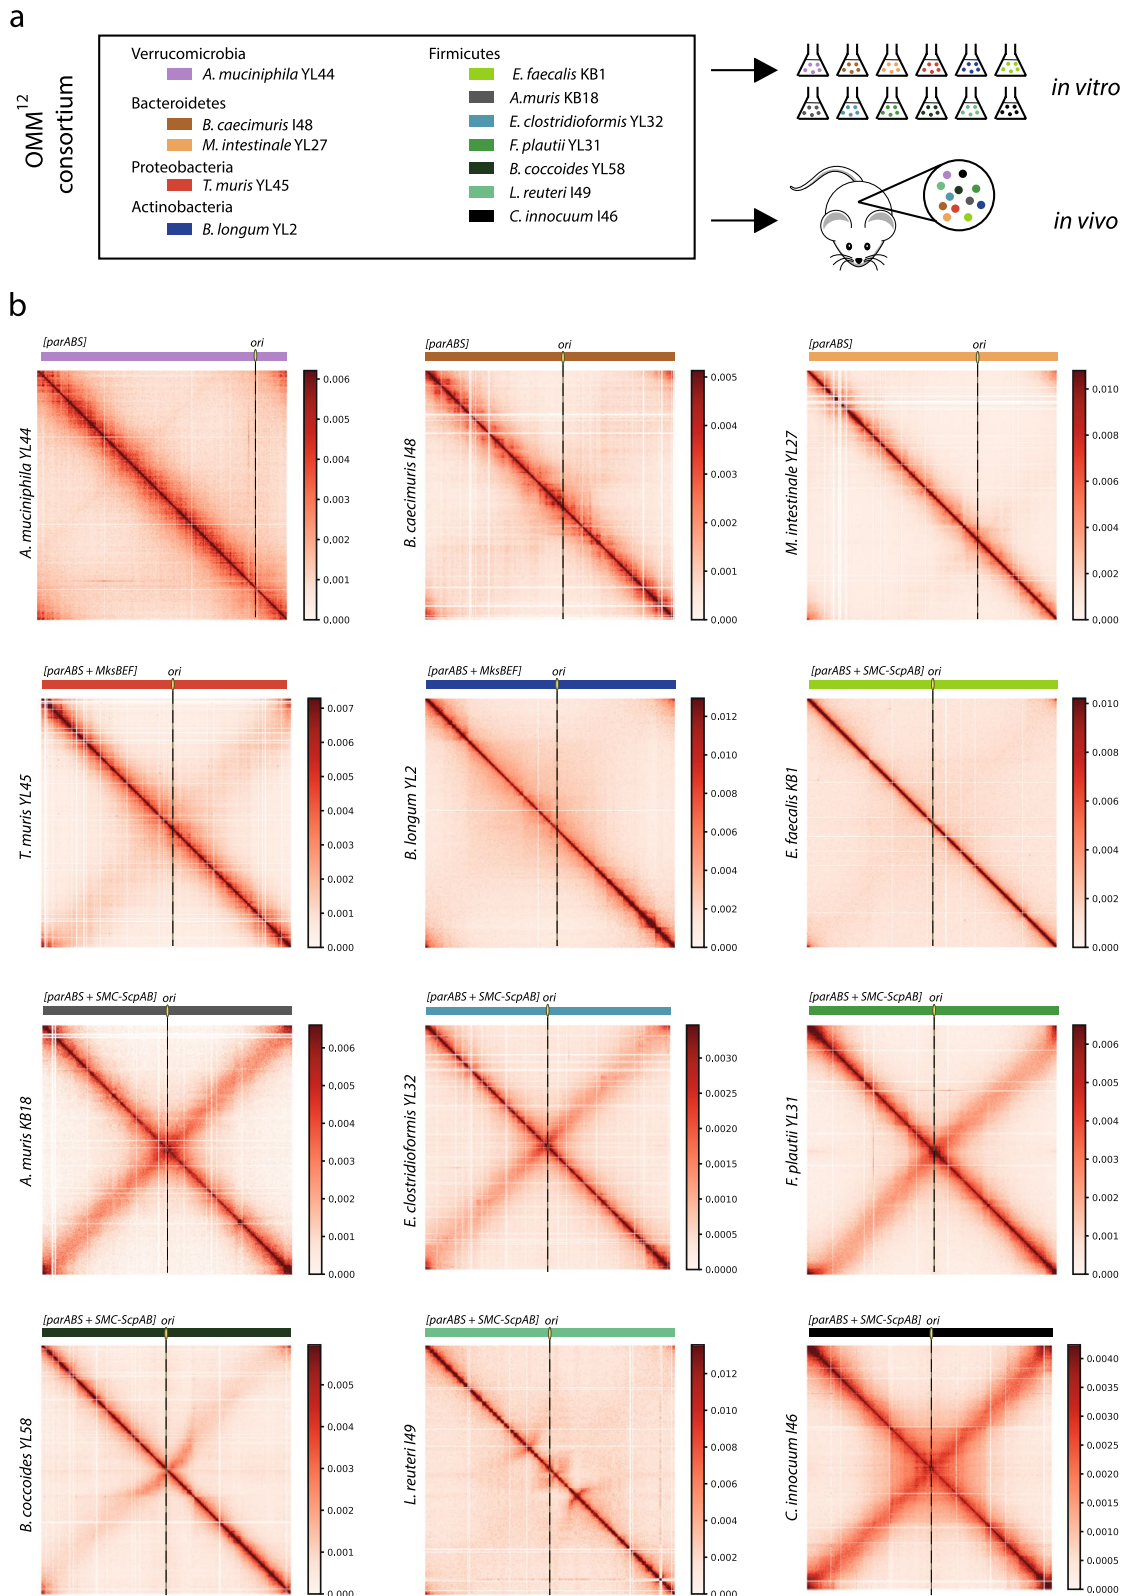 a
OMM12
consortium
Verrucomicrobia
A. muciniphila YL44
Bacteroidetes
B. caecimuris I48
M. intestinale YL27
Proteobacteria
T. muris YL45
Actinobacteria
B. longum YL2
Firmicutes
E. faecalis KB1
A.muris KB18
E. clostridioformis YL32
F. plautii YL31
B. coccoides YL58
L. reuteri I49
C. innocuum I46
in vitro
in vivo
b
[parABS]
ori
A. muciniphila YL44
0.006
0.005
0.004
0.003
0.002
0.001
0.000
[parABS]
ori
B. caecimuris I48
0.005
0.004
0.003
0.002
0.001
0.000
[parABS]
ori
M. intestinale YL27
0.010
0.008
0.006
0.004
0.002
0.000
[parABS + MksBEF]
ori
T. muris YL45
0.007
0.006
0.005
0.004
0.003
0.002
0.001
0.000
[parABS + MksBEF]
ori
B. longum YL2
0.012
0.010
0.008
0.006
0.004
0.002
0.000
[parABS + SMC-ScpAB] ori
E. faecalis KB1
0.010
0.008
0.006
0.004
0.002
0.000
[parABS + SMC-ScpAB] ori
A. muris KB18
0.006
0.005
0.004
0.003
0.002
0.001
0.000
[parABS + SMC-ScpAB] ori
E. clostridioformis YL32
0.0030
0.0025
0.0020
0.0015
0.0010
0.0005
0.0000
[parABS + SMC-ScpAB] ori
F. plautii YL31
0.006
0.005
0.004
0.003
0.002
0.001
0.000
[parABS + SMC-ScpAB] ori
B. coccoides YL58
0.005
0.004
0.003
0.002
0.001
0.000
[parABS + SMC-ScpAB] ori
L. reuteri I49
0.012
0.010
0.008
0.006
0.004
0.002
0.000
[parABS + SMC-ScpAB] ori
C. innocuum I46
0.0040
0.0035
0.0030
0.0025
0.0020
0.0015
0.0010
0.0005
0.0000